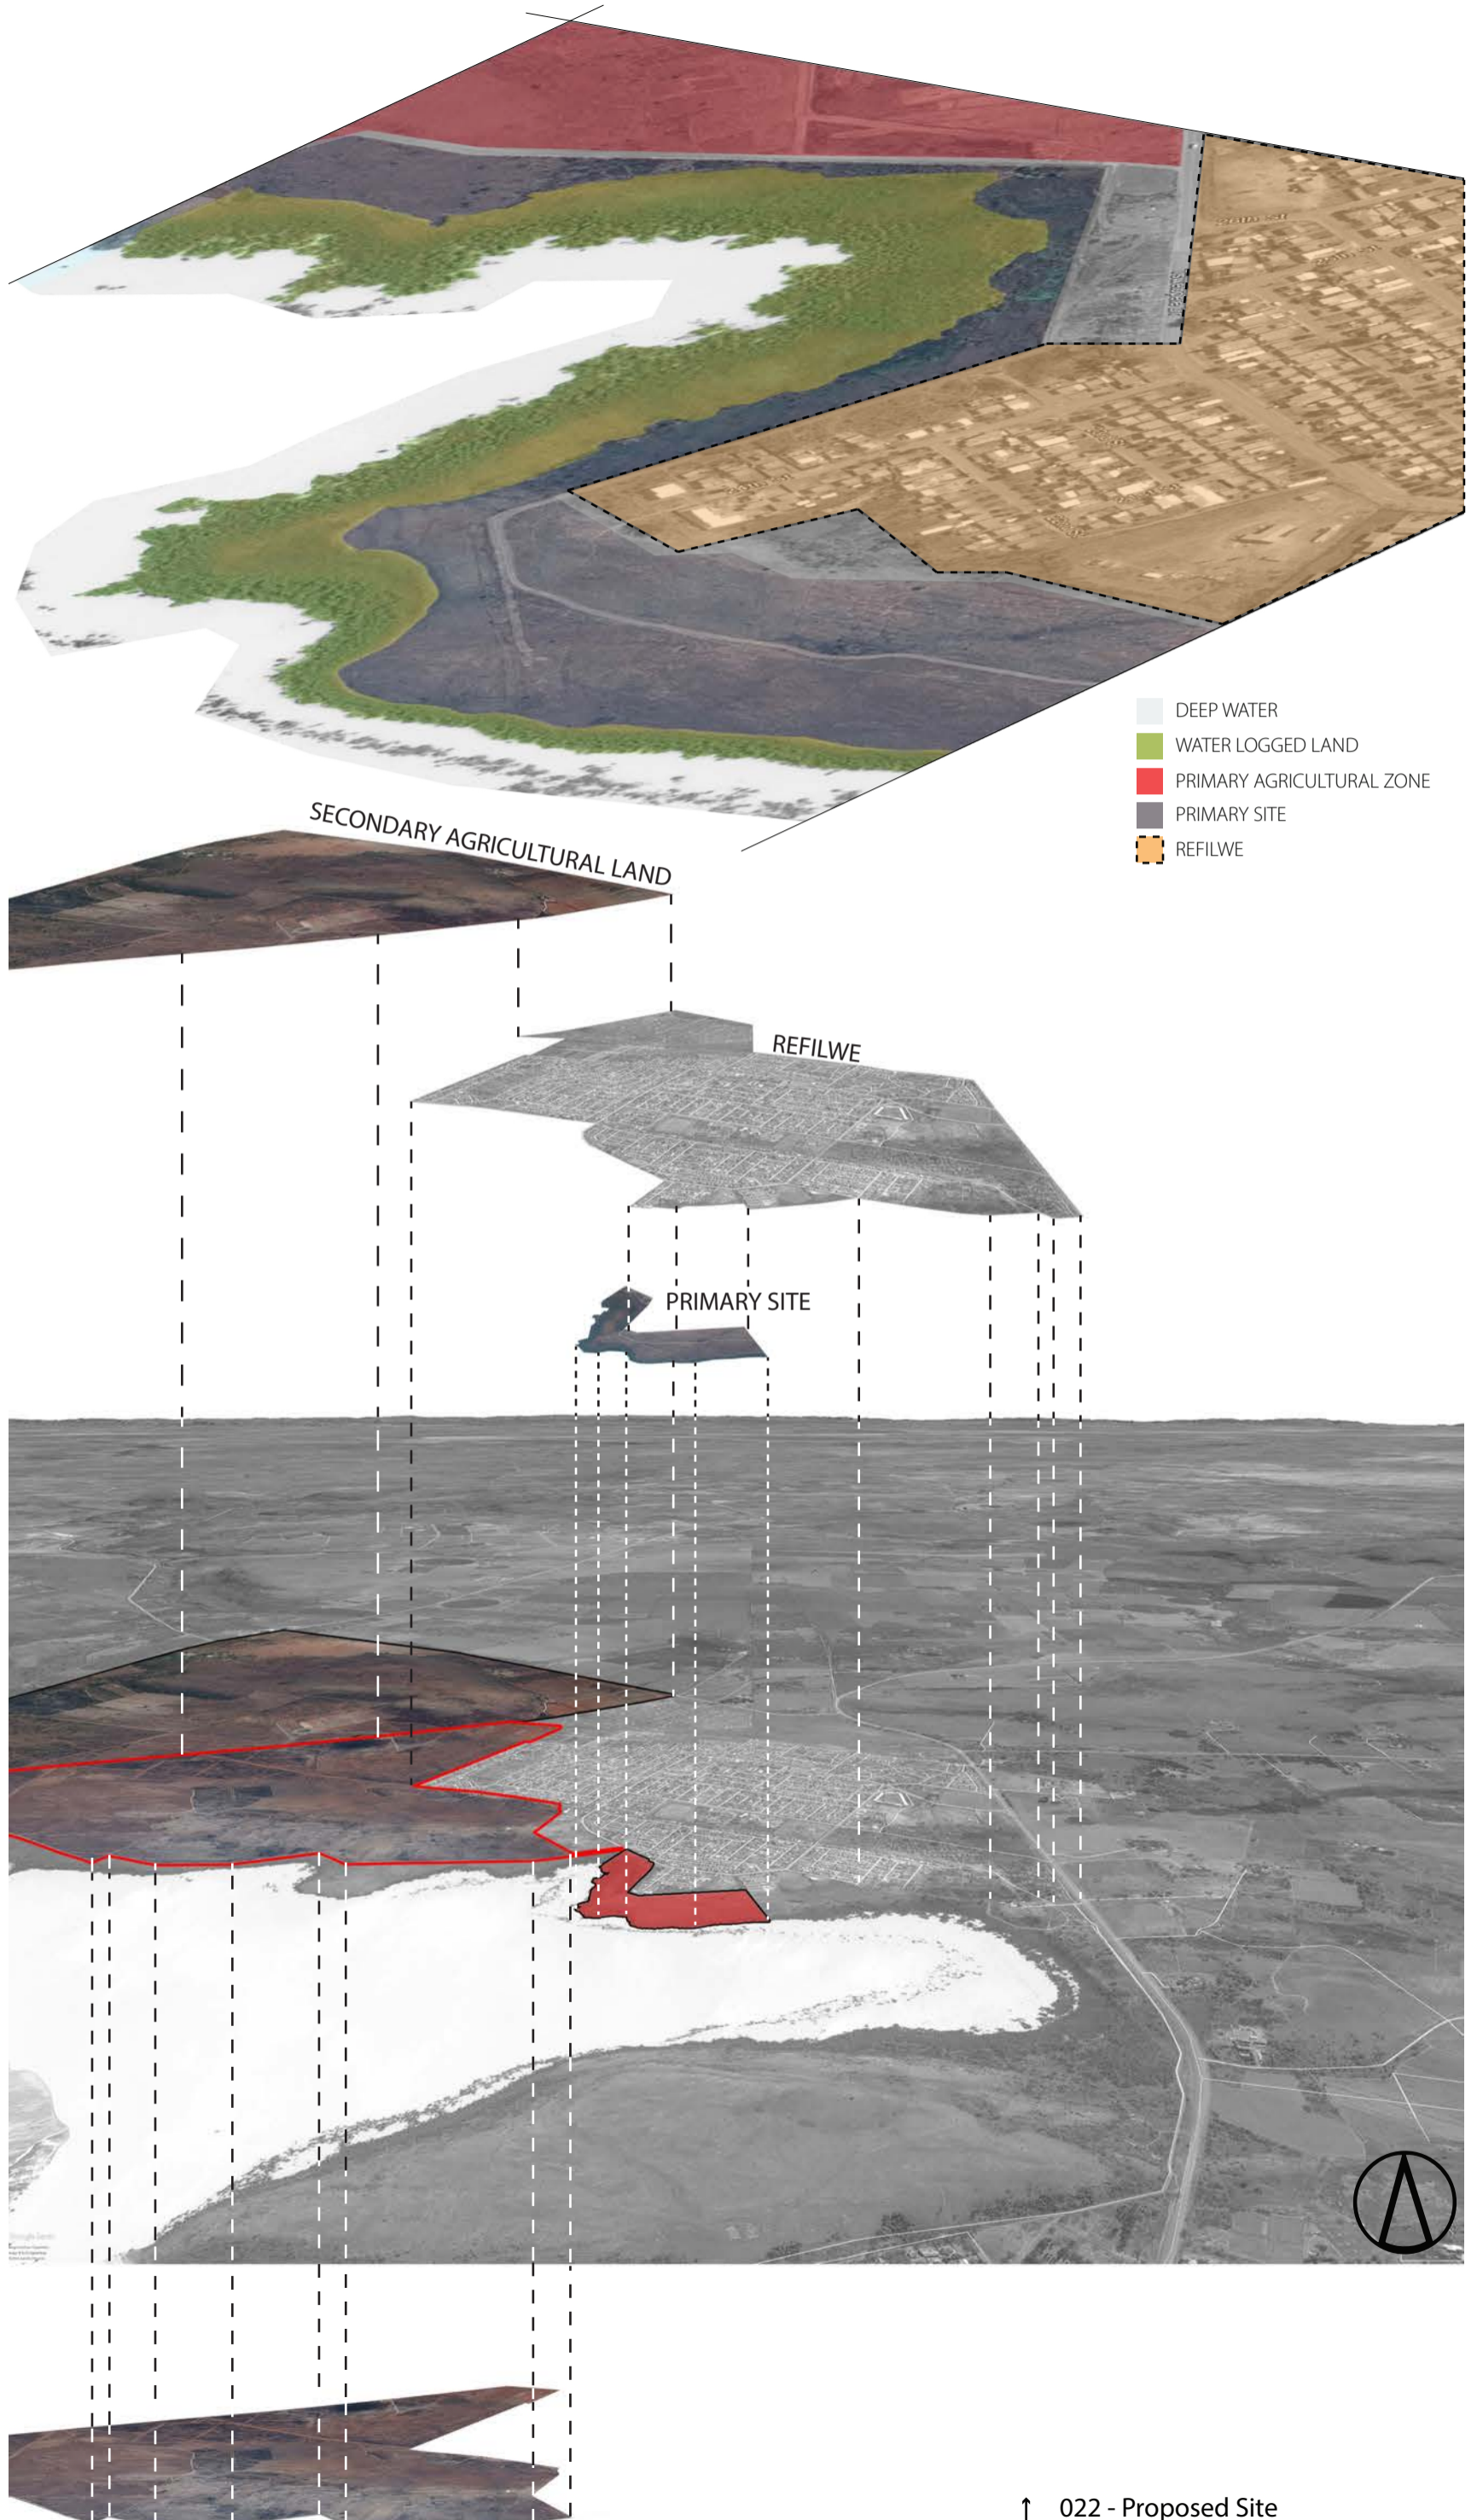 DEEP WATER
WATER LOGGED LAND
PRIMARY AGRICULTURAL ZONE
PRIMARY SITE
REFILWE
SECONDARY AGRICULTURAL LAND
REFILWE
PRIMARY SITE
↑ 022 - Proposed Site